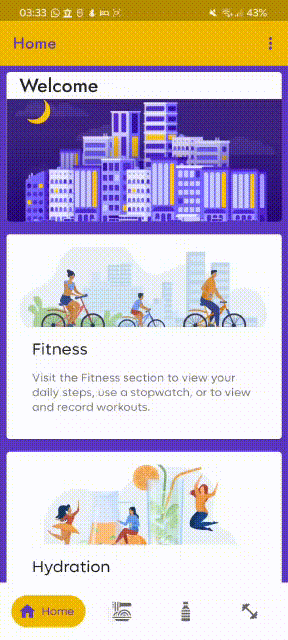 03:33
43%
Home
Welcome
Fitness
Visit the Fitness section to view your
daily steps, use a stopwatch, or to view
and record workouts.
Hydration
Home